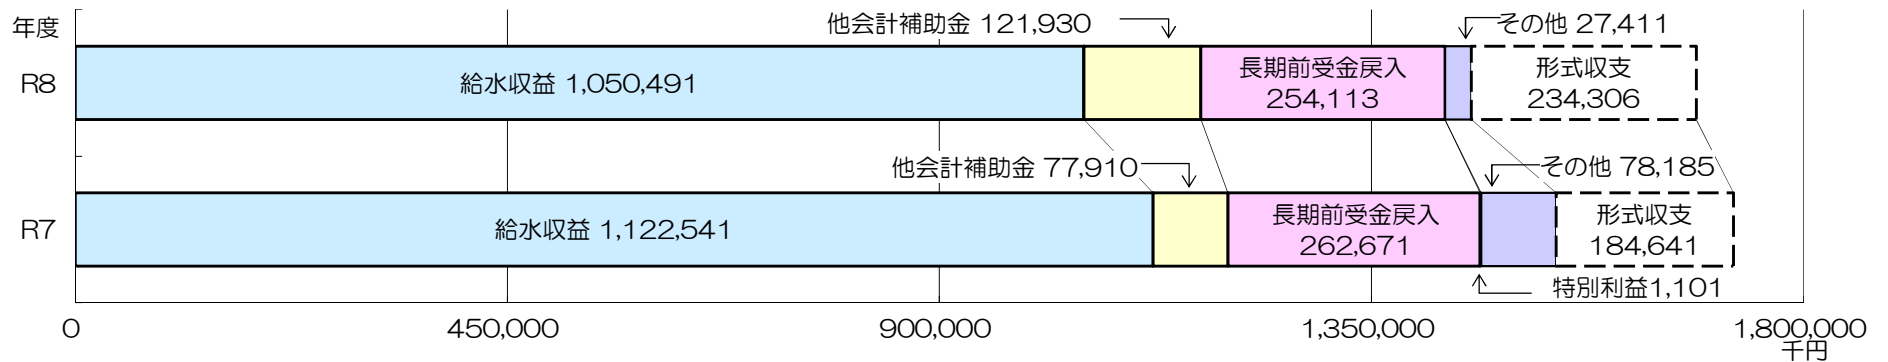 年度
他会計補助金 121,930
その他 27,411
R8
給水収益 1,050,491
長期前受金戻入
254,113
形式収支
234,306
他会計補助金 77,910
その他 78,185
R7
給水収益 1,122,541
長期前受金戻入
262,671
形式収支
184,641
特別利益1,101
0
450,000
900,000
1,350,000
1,800,000
千円